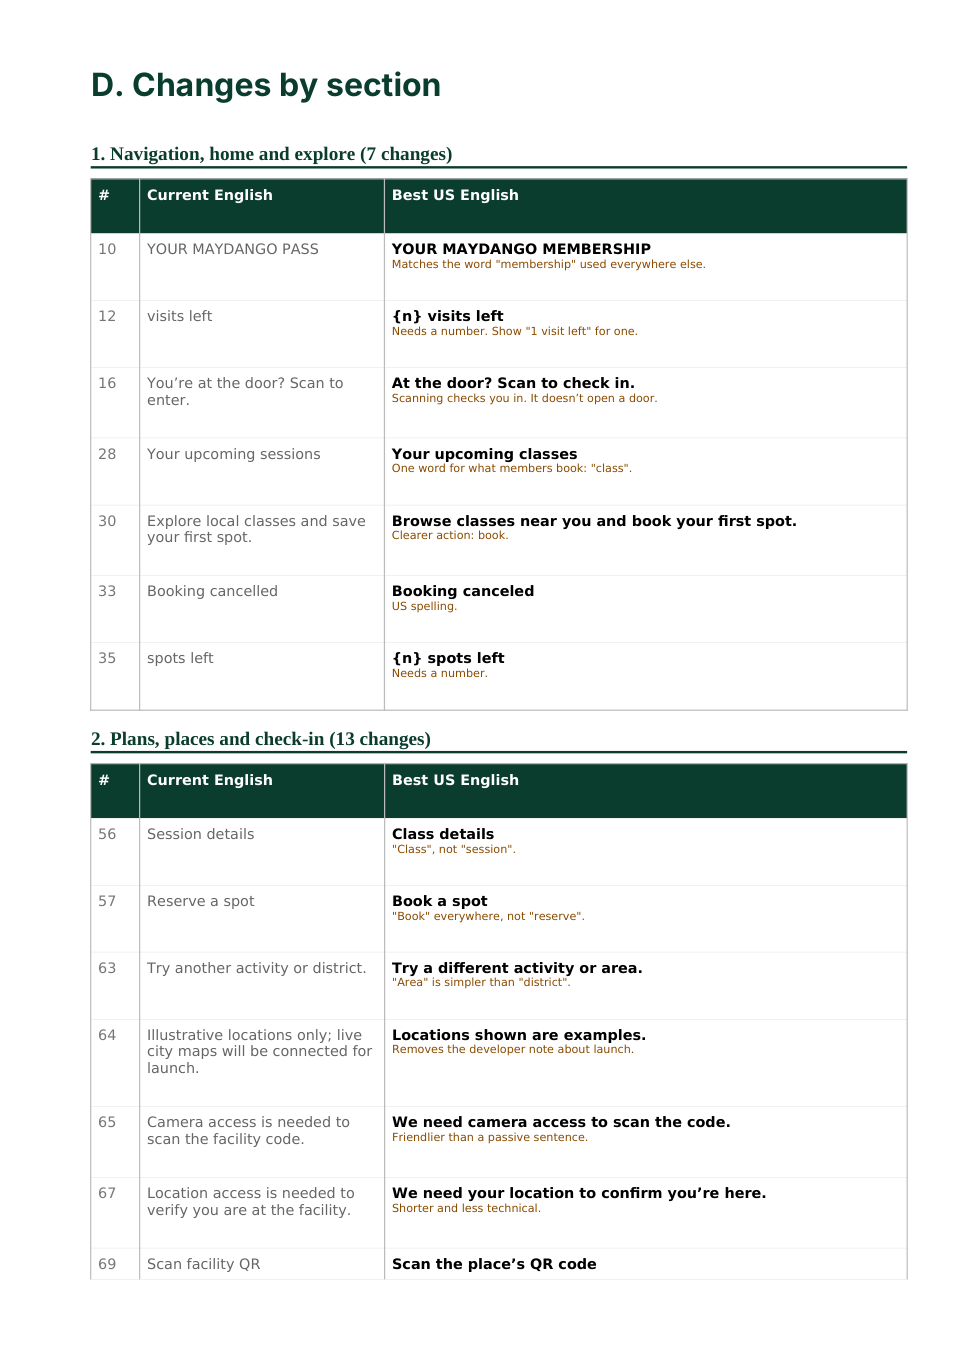 D. Changes by section
1. Navigation, home and explore (7 changes)
# Current English Best US English
10 YOUR MAYDANGO PASS YOUR MAYDANGO MEMBERSHIP
Matches the word "membership" used everywhere else.
12 visits left {n} visits left
Needs a number. Show "1 visit left" for one.
16 You’re at the door? Scan to At the door? Scan to check in.
enter. Scanning checks you in. It doesn’t open a door.
28 Your upcoming sessions Your upcoming classes
One word for what members book: "class".
30 Explore local classes and save Browse classes near you and book your first spot.
your first spot. Clearer action: book.
33 Booking cancelled Booking canceled
US spelling.
35 spots left {n} spots left
Needs a number.
2. Plans, places and check-in (13 changes)
# Current English Best US English
56 Session details Class details
"Class", not "session".
57 Reserve a spot Book a spot
"Book" everywhere, not "reserve".
63 Try another activity or district. Try a different activity or area.
"Area" is simpler than "district".
64 Illustrative locations only; live Locations shown are examples.
city maps will be connected for Removes the developer note about launch.
launch.
65 Camera access is needed to We need camera access to scan the code.
scan the facility code. Friendlier than a passive sentence.
67 Location access is needed to We need your location to confirm you’re here.
verify you are at the facility. Shorter and less technical.
69 Scan facility QR Scan the place’s QR code